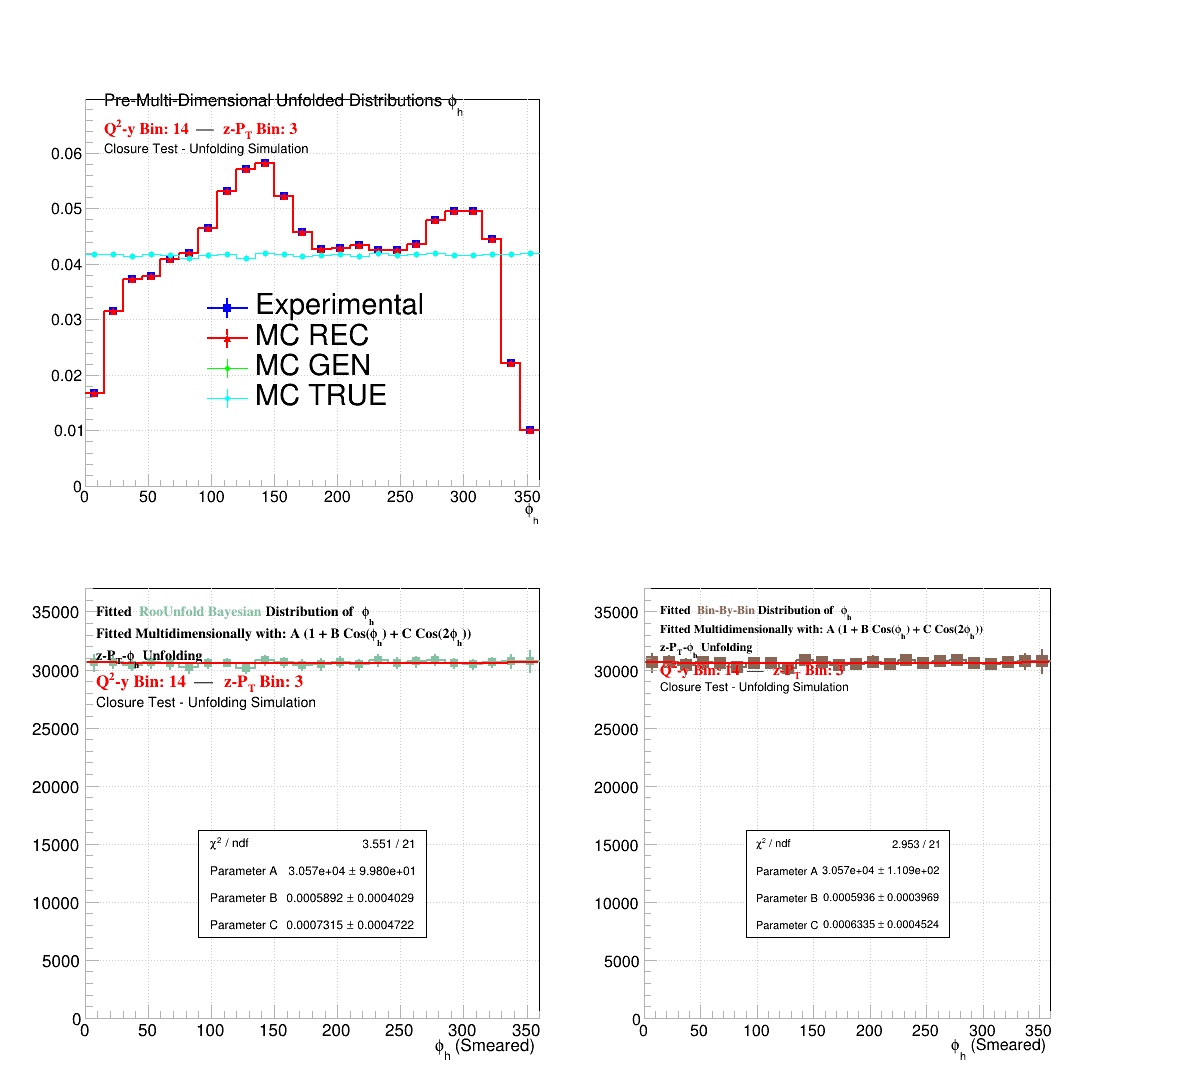 Pre-Multi-Dimensional Unfolded Distributions ϕh
Q²-y Bin: 14 — z-PT Bin: 3
Closure Test - Unfolding Simulation
0.06
0.05
0.04
0.03
0.02
0.01
0
Experimental
MC REC
MC GEN
MC TRUE
0 50 100 150 200 250 300 350
ϕh
Fitted RooUnfold Bayesian Distribution of ϕh
Fitted Multidimensionally with: A (1 + B Cos(ϕh) + C Cos(2ϕh))
z-PT-ϕh Unfolding
Q²-y Bin: 14 — z-PT Bin: 3
Closure Test - Unfolding Simulation
35000
30000
25000
20000
15000
10000
5000
0
χ² / ndf 3.551 / 21
Parameter A 3.057e+04 ± 9.980e+01
Parameter B 0.0005892 ± 0.0004029
Parameter C 0.0007315 ± 0.0004722
0 50 100 150 200 250 300 350
ϕh (Smeared)
Fitted Bin-By-Bin Distribution of ϕh
Fitted Multidimensionally with: A (1 + B Cos(ϕh) + C Cos(2ϕh))
z-PT-ϕh Unfolding
Q²-y Bin: 14 — z-PT Bin: 3
Closure Test - Unfolding Simulation
35000
30000
25000
20000
15000
10000
5000
0
χ² / ndf 2.953 / 21
Parameter A 3.057e+04 ± 1.109e+02
Parameter B 0.0005936 ± 0.0003969
Parameter C 0.0006335 ± 0.0004524
0 50 100 150 200 250 300 350
ϕh (Smeared)